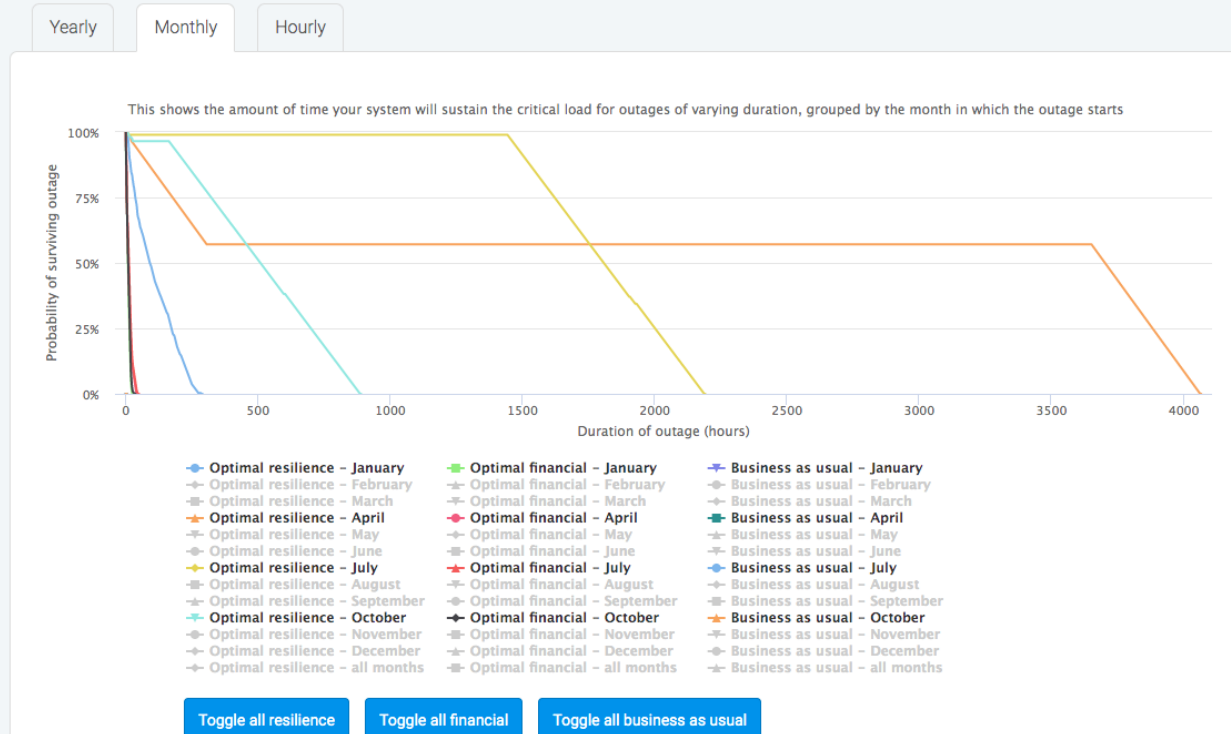 Yearly
Monthly
Hourly
This shows the amount of time your system will sustain the critical load for outages of varying duration, grouped by the month in which the outage starts
Probability of surviving outage
100%
75%
50%
25%
0%
0 500 1000 1500 2000 2500 3000 3500 4000
Duration of outage (hours)
Optimal resilience – January
Optimal resilience – February
Optimal resilience – March
Optimal resilience – April
Optimal resilience – May
Optimal resilience – June
Optimal resilience – July
Optimal resilience – August
Optimal resilience – September
Optimal resilience – October
Optimal resilience – November
Optimal resilience – December
Optimal resilience – all months
Optimal financial – January
Optimal financial – February
Optimal financial – March
Optimal financial – April
Optimal financial – May
Optimal financial – June
Optimal financial – July
Optimal financial – August
Optimal financial – September
Optimal financial – October
Optimal financial – November
Optimal financial – December
Optimal financial – all months
Business as usual – January
Business as usual – February
Business as usual – March
Business as usual – April
Business as usual – May
Business as usual – June
Business as usual – July
Business as usual – August
Business as usual – September
Business as usual – October
Business as usual – November
Business as usual – December
Business as usual – all months
Toggle all resilience
Toggle all financial
Toggle all business as usual